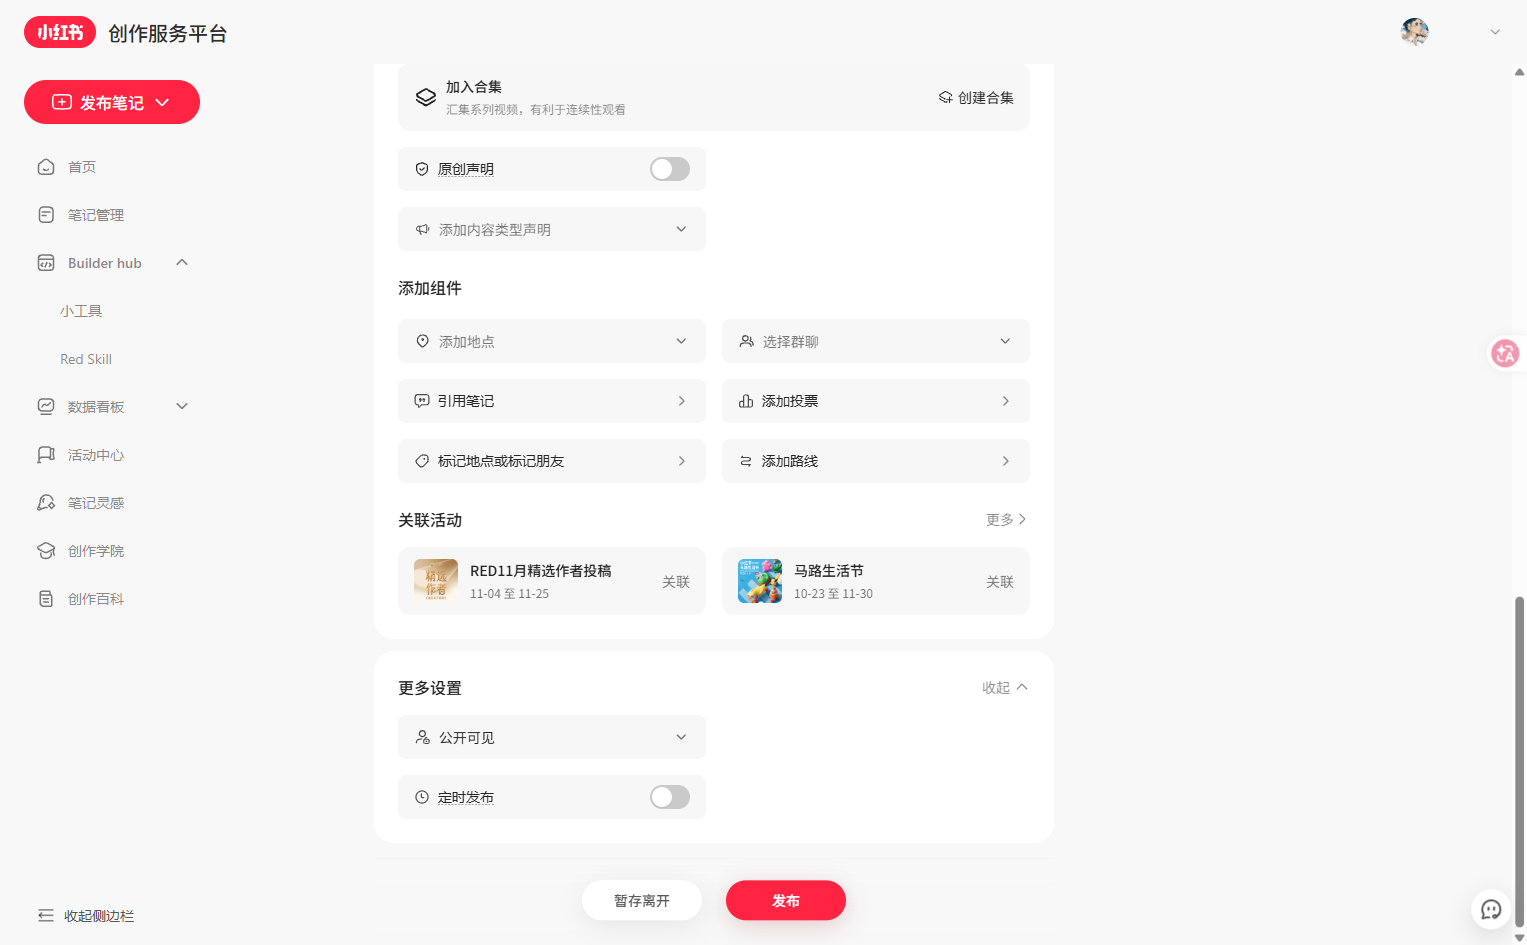 小红书 创作服务平台
发布笔记
首页
笔记管理
Builder hub
小工具
Red Skill
数据看板
活动中心
笔记灵感
创作学院
创作百科
收起侧边栏
加入合集
汇集系列视频，有利于连续性观看
创建合集
原创声明
添加内容类型声明
添加组件
添加地点
选择群聊
引用笔记
添加投票
标记地点或标记朋友
添加路线
关联活动
更多
精选
作者
RED11月精选作者投稿
11-04 至 11-25
关联
马路生活节
10-23 至 11-30
关联
更多设置
收起
公开可见
定时发布
暂存离开
发布